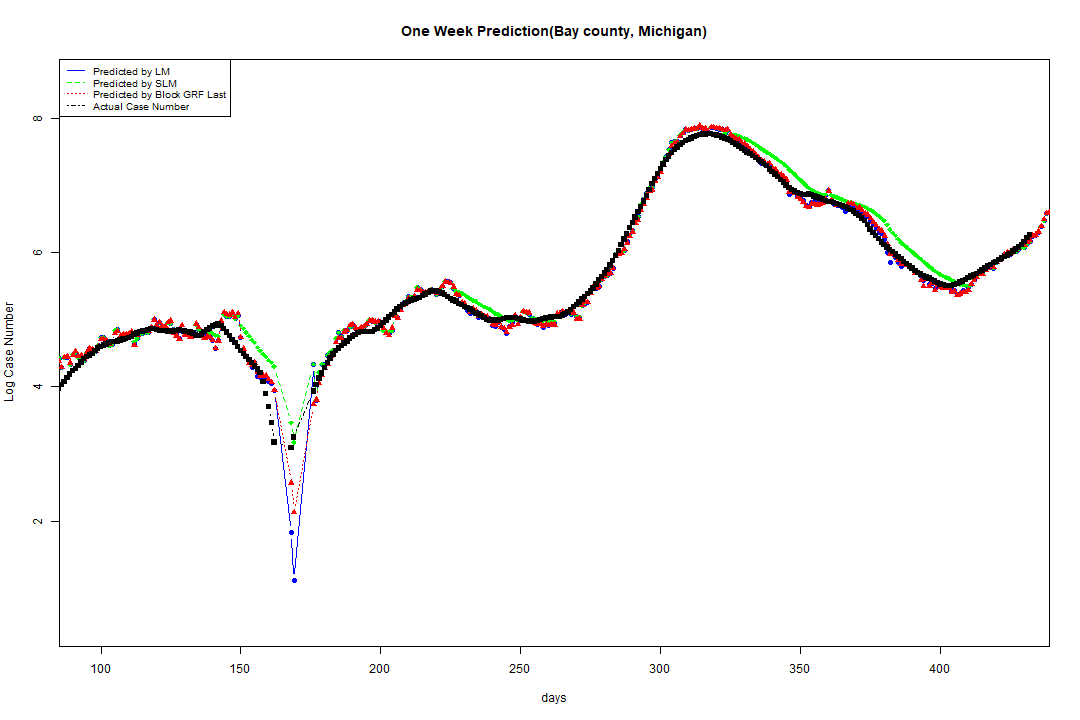 One Week Prediction(Bay county, Michigan)
Predicted by LM
Predicted by SLM
Predicted by Block GRF Last
Actual Case Number
8
6
4
2
Log Case Number
100 150 200 250 300 350 400
days